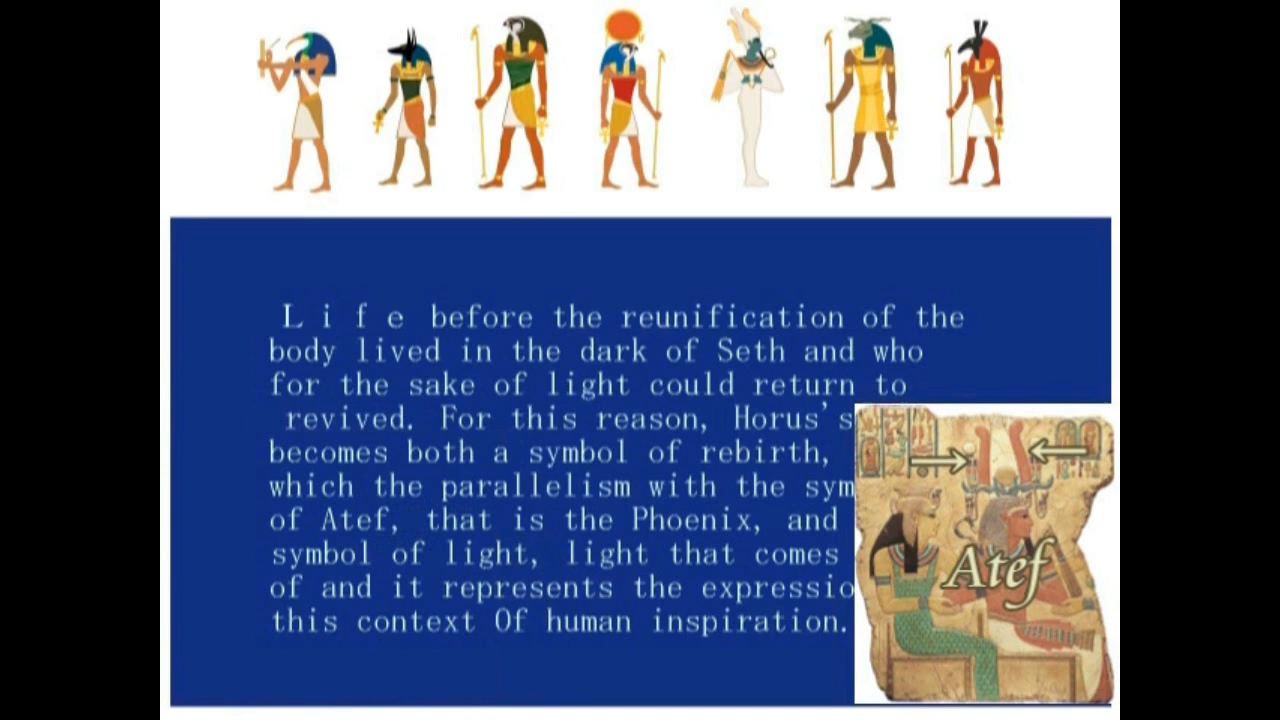 L i f e before the reunification of the
body lived in the dark of Seth and who
for the sake of light could return to
revived. For this reason, Horus's
becomes both a symbol of rebirth,
which the parallelism with the sym
of Atef, that is the Phoenix, and
symbol of light, light that comes
of and it represents the expressio
this context Of human inspiration.
Atef